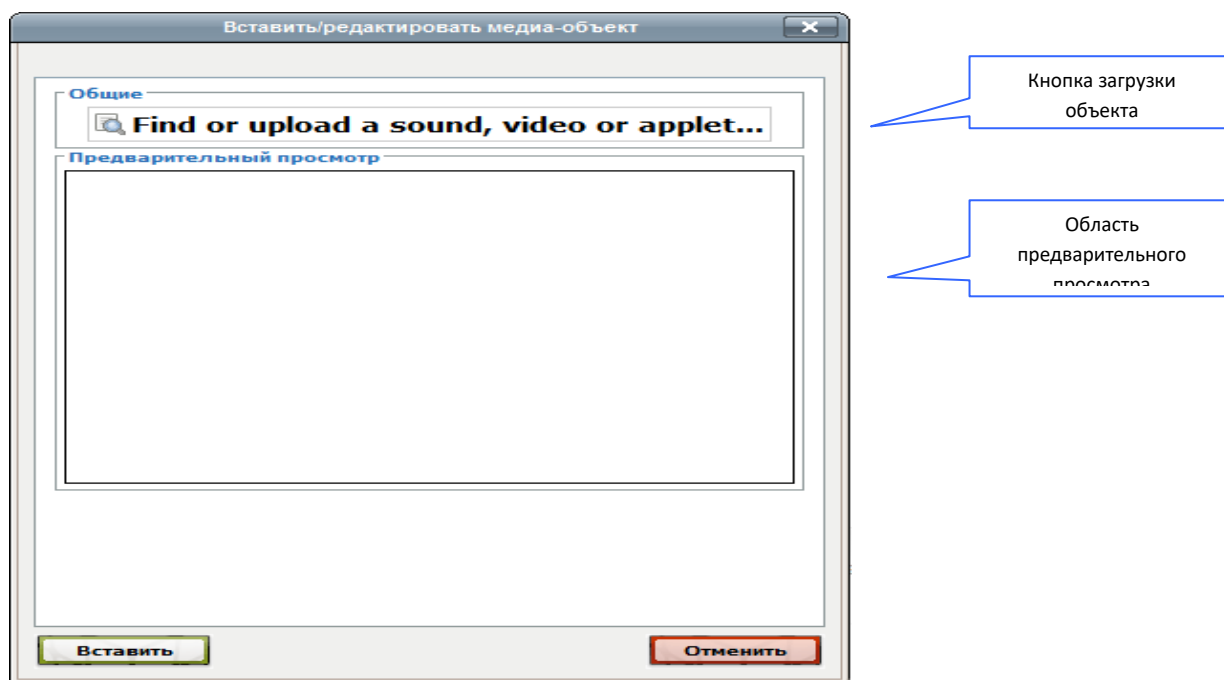 Вставить/редактировать медиа-объект
Общие
Find or upload a sound, video or applet...
Предварительный просмотр
Вставить
Отменить
Кнопка загрузки
объекта
Область
предварительного
просмотра